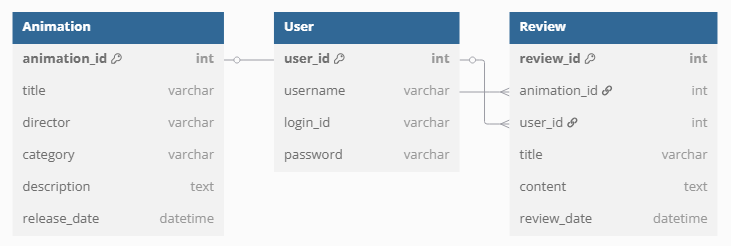 Animation
animation_id int
title varchar
director varchar
category varchar
description text
release_date datetime
User
user_id int
username varchar
login_id varchar
password varchar
Review
review_id int
animation_id int
user_id int
title varchar
content text
review_date datetime